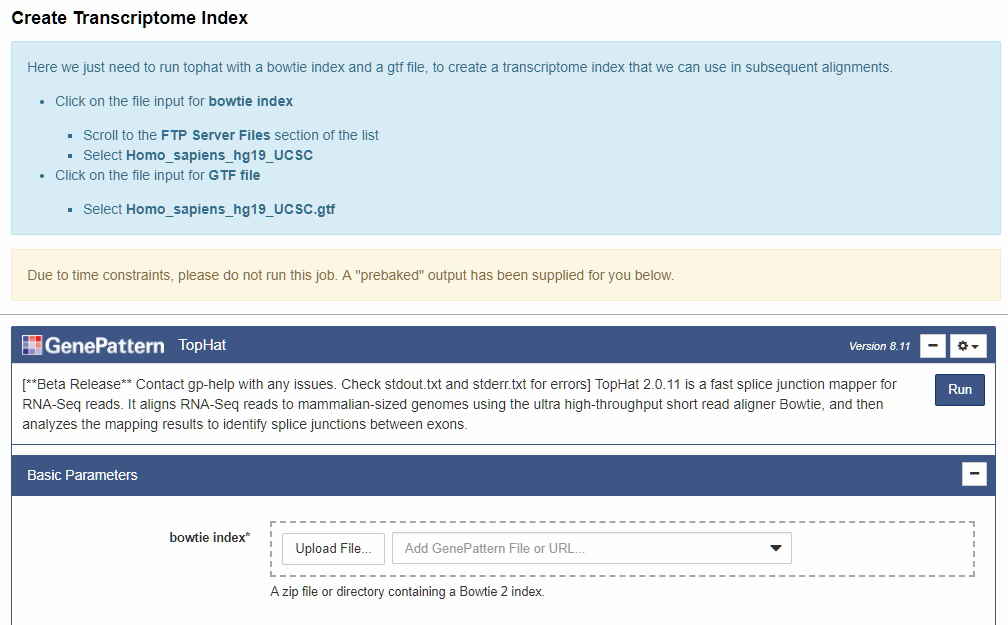 Create Transcriptome Index
Here we just need to run tophat with a bowtie index and a gtf file, to create a transcriptome index that we can use in subsequent alignments.
Click on the file input for bowtie index
Scroll to the FTP Server Files section of the list
Select Homo_sapiens_hg19_UCSC
Click on the file input for GTF file
Select Homo_sapiens_hg19_UCSC.gtf
Due to time constraints, please do not run this job. A "prebaked" output has been supplied for you below.
GenePattern TopHat Version 8.11
[**Beta Release** Contact gp-help with any issues. Check stdout.txt and stderr.txt for errors] TopHat 2.0.11 is a fast splice junction mapper for
Run
RNA-Seq reads. It aligns RNA-Seq reads to mammalian-sized genomes using the ultra high-throughput short read aligner Bowtie, and then
analyzes the mapping results to identify splice junctions between exons.
Basic Parameters
bowtie index*
Upload File... Add GenePattern File or URL...
A zip file or directory containing a Bowtie 2 index.